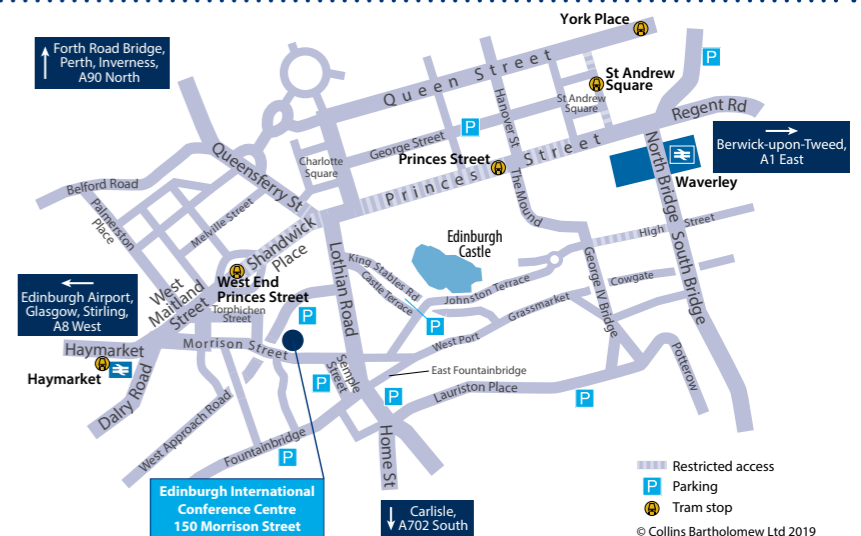 York Place
Forth Road Bridge,
Perth, Inverness,
A90 North
Queen Street
P
St Andrew
Square
St Andrew
Square
Hanover St
Regent Rd
P
George Street
Charlotte
Square
Princes Street
Princes Street
North Bridge
Berwick-upon-Tweed,
A1 East
Waverley
Queensferry St
Belford Road
Palmerston
Place
Melville Street
The Mound
Shandwick
Place
Edinburgh
Castle
High Street
South Bridge
West
Maitland
Street
West End
Princes Street
Lothian Road
King Stables Rd
Castle Terrace
Johnston Terrace
George IV Bridge
Cowgate
Edinburgh Airport,
Glasgow, Stirling,
A8 West
Torphichen
Street
P
P
Grassmarket
Haymarket
Morrison Street
West Port
Haymarket
Semple
Street
East Fountainbridge
Potterow
P
P
Lauriston Place
P
Dalry Road
West Approach Road
Fountainbridge
P
Home St
Edinburgh International
Conference Centre
150 Morrison Street
Carlisle,
A702 South
Restricted access
P
Parking
Tram stop
© Collins Bartholomew Ltd 2019